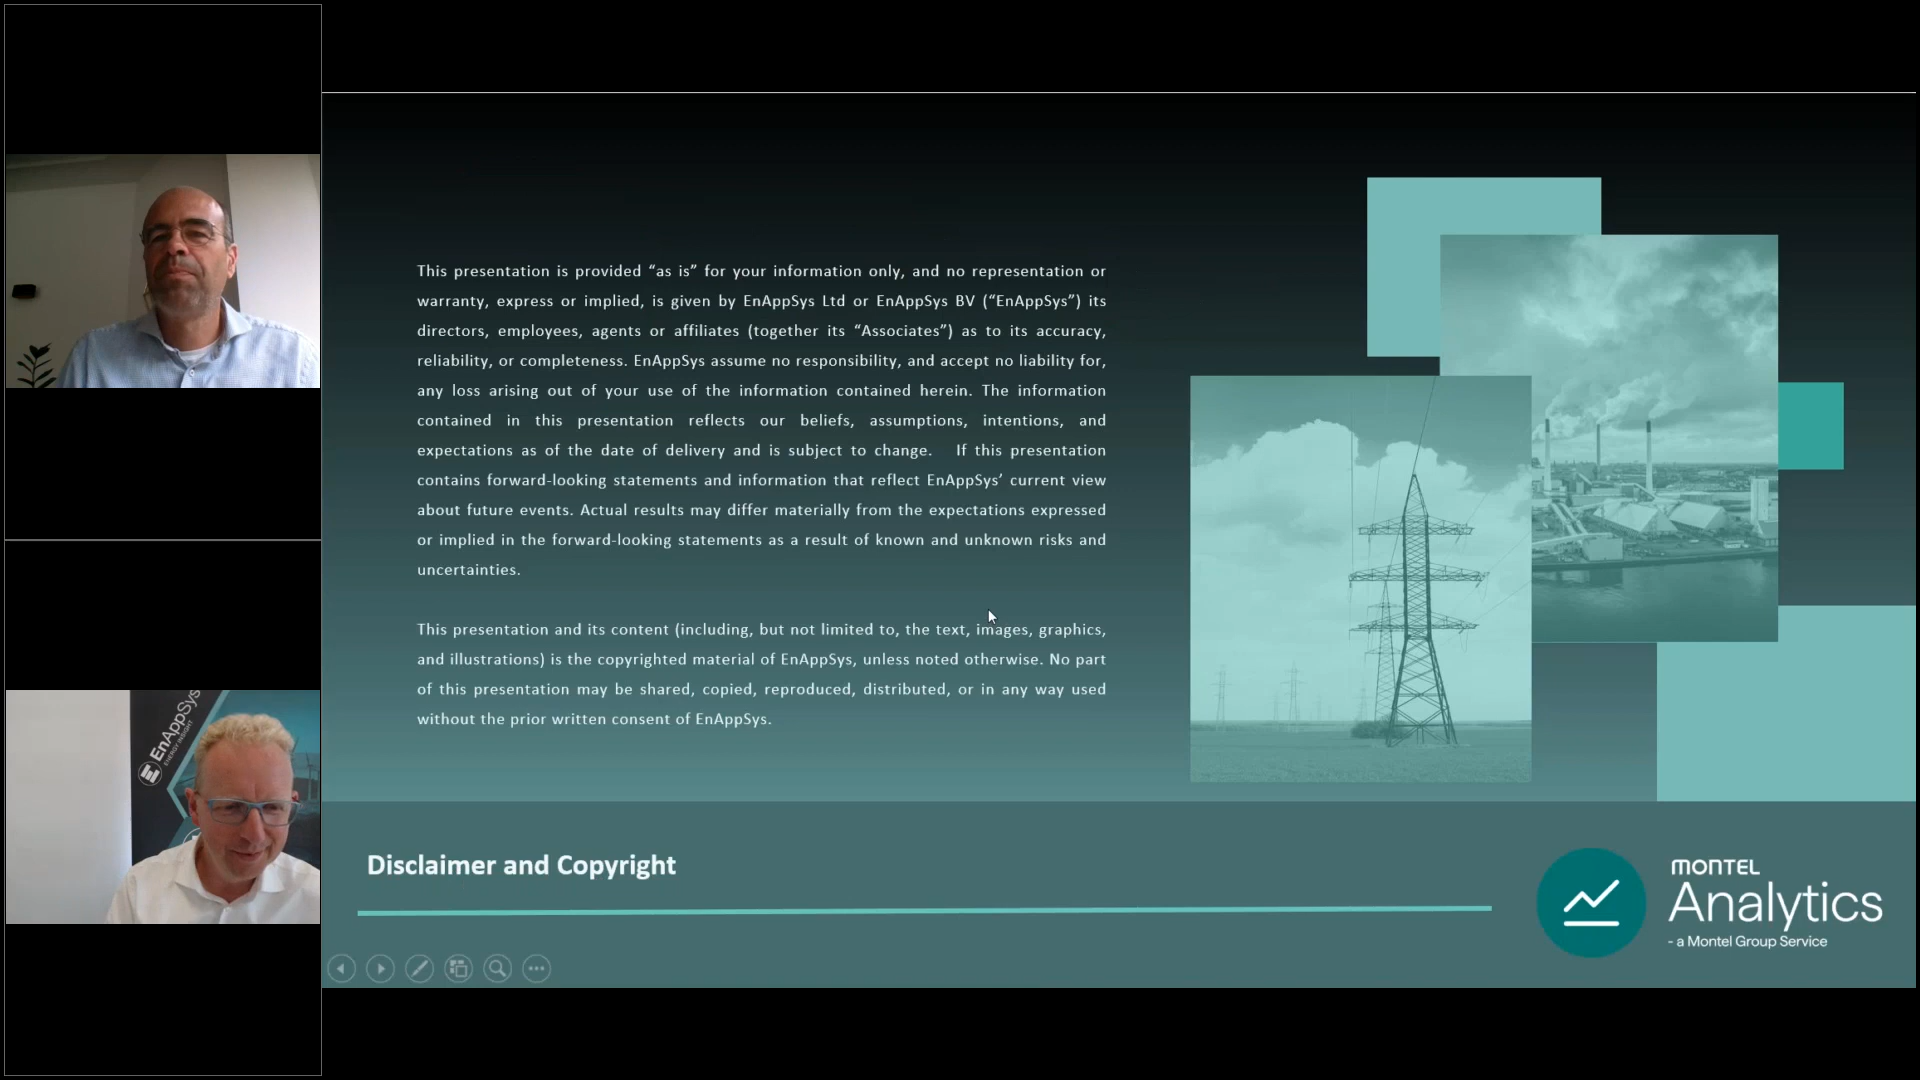 This presentation is provided “as is” for your information only, and no representation or
warranty, express or implied, is given by EnAppSys Ltd or EnAppSys BV (“EnAppSys”) its
directors, employees, agents or affiliates (together its “Associates”) as to its accuracy,
reliability, or completeness. EnAppSys assume no responsibility, and accept no liability for,
any loss arising out of your use of the information contained herein. The information
contained in this presentation reflects our beliefs, assumptions, intentions, and
expectations as of the date of delivery and is subject to change. If this presentation
contains forward-looking statements and information that reflect EnAppSys’ current view
about future events. Actual results may differ materially from the expectations expressed
or implied in the forward-looking statements as a result of known and unknown risks and
uncertainties.
This presentation and its content (including, but not limited to, the text, images, graphics,
and illustrations) is the copyrighted material of EnAppSys, unless noted otherwise. No part
of this presentation may be shared, copied, reproduced, distributed, or in any way used
without the prior written consent of EnAppSys.
EnAppSys
ENERGY INSIGHT
Disclaimer and Copyright
MONTEL
Analytics
- a Montel Group Service